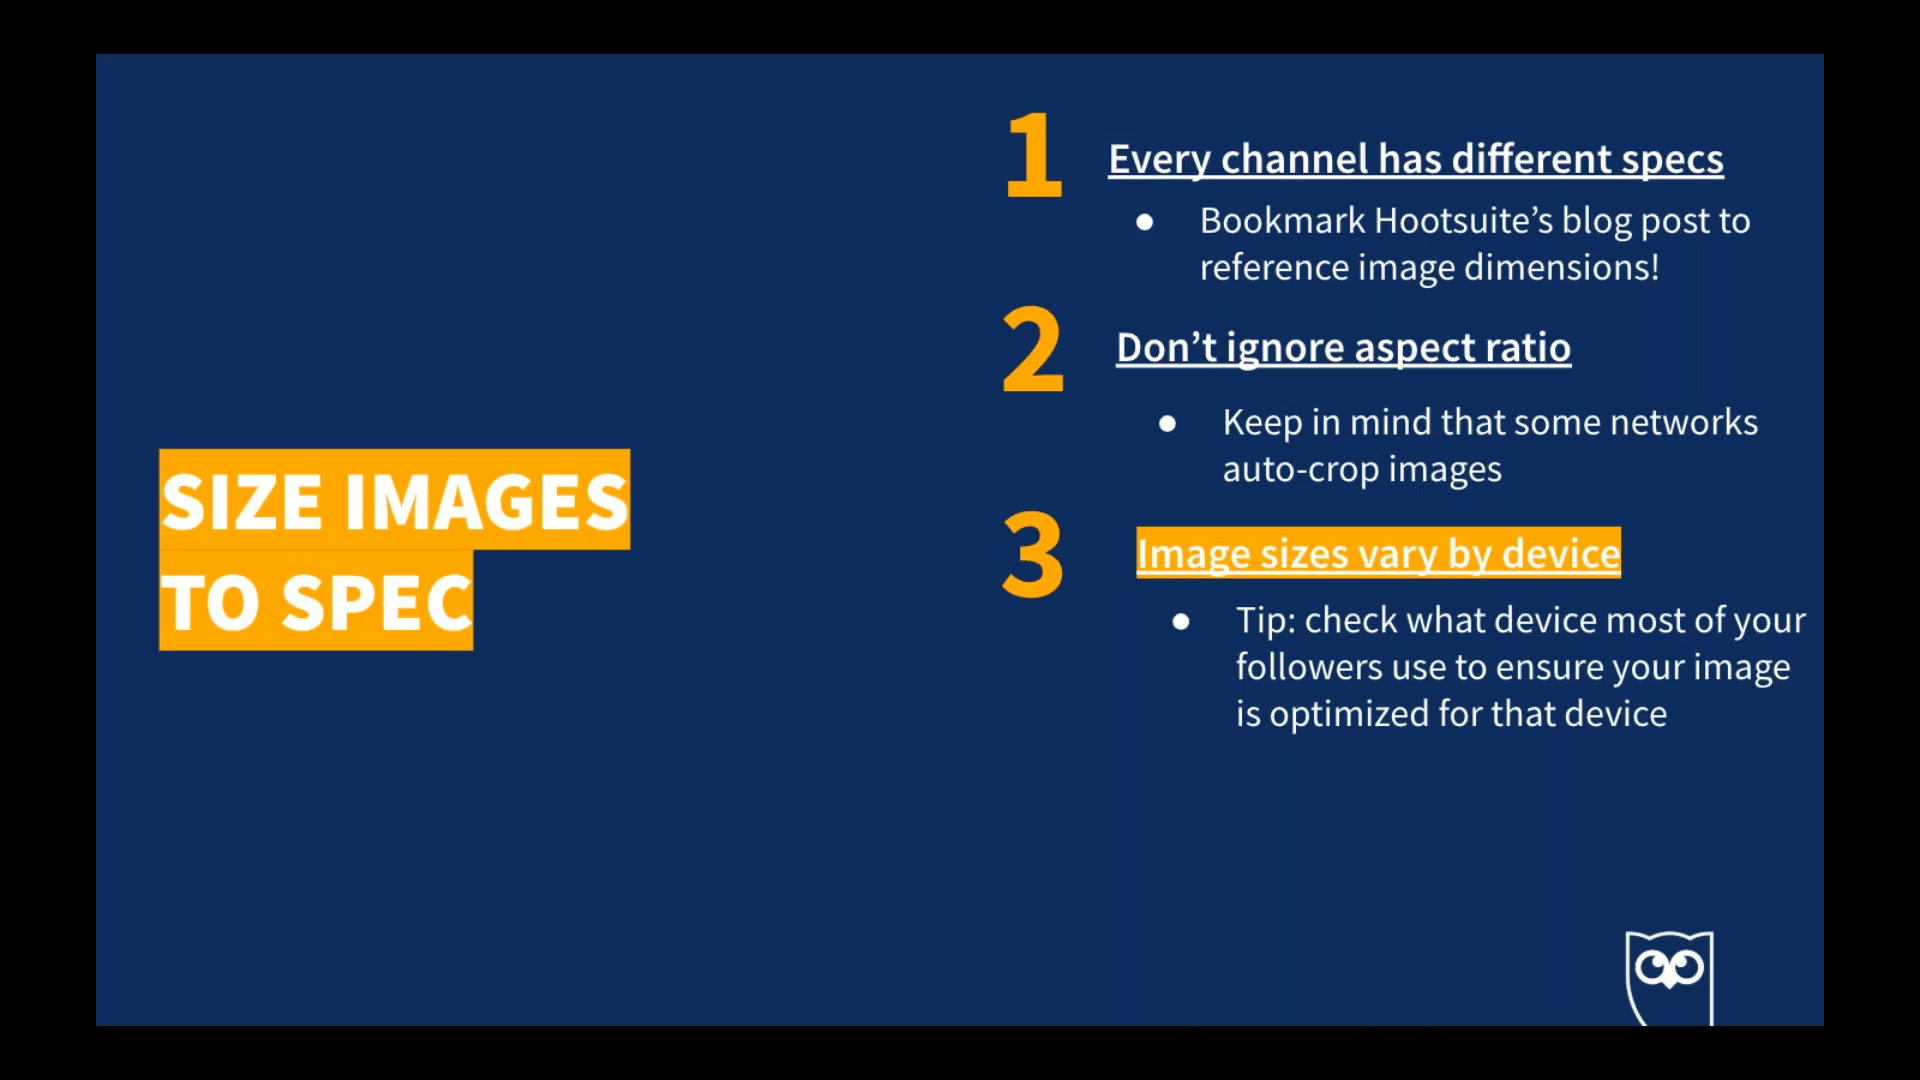 SIZE IMAGES
TO SPEC
1
Every channel has different specs
● Bookmark Hootsuite’s blog post to
reference image dimensions!
2
Don’t ignore aspect ratio
● Keep in mind that some networks
auto-crop images
3
Image sizes vary by device
● Tip: check what device most of your
followers use to ensure your image
is optimized for that device